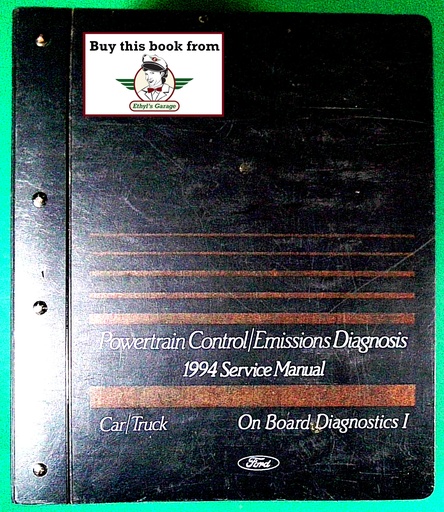 Buy this book from
Ethyl's Garage
Powertrain Control/Emissions Diagnosis
1994 Service Manual
Car/Truck On Board Diagnostics I
Ford